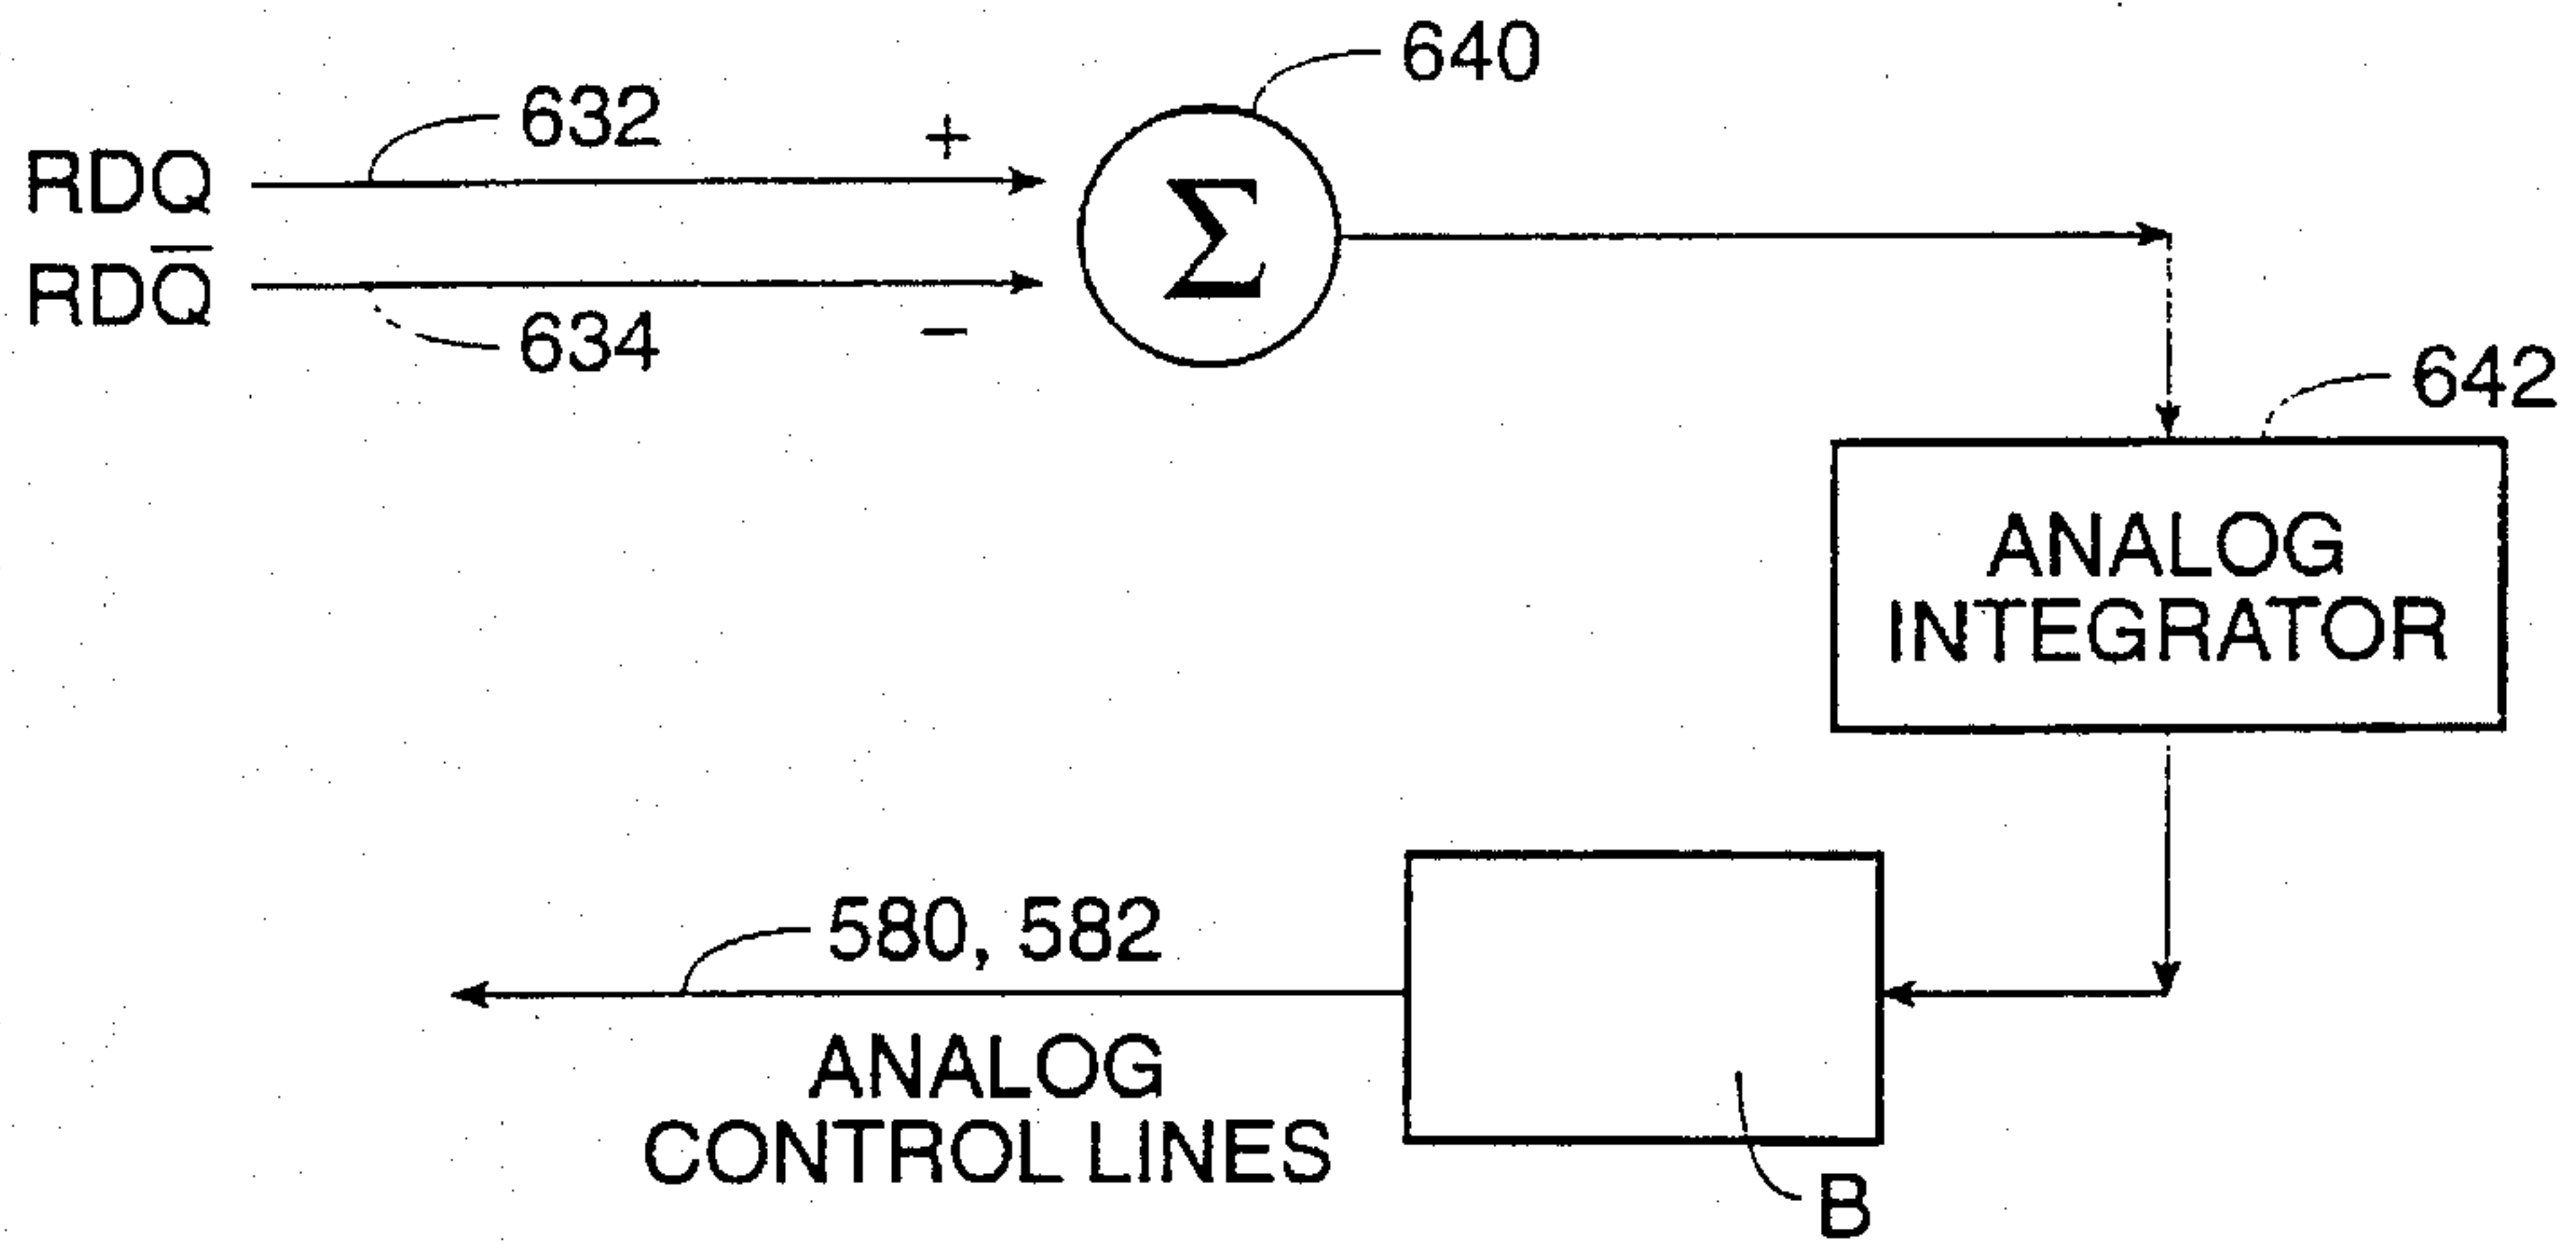 640
632
+
RDQ
Σ
RDQ̅
634
−
642
ANALOG
INTEGRATOR
580, 582
ANALOG
CONTROL LINES
B